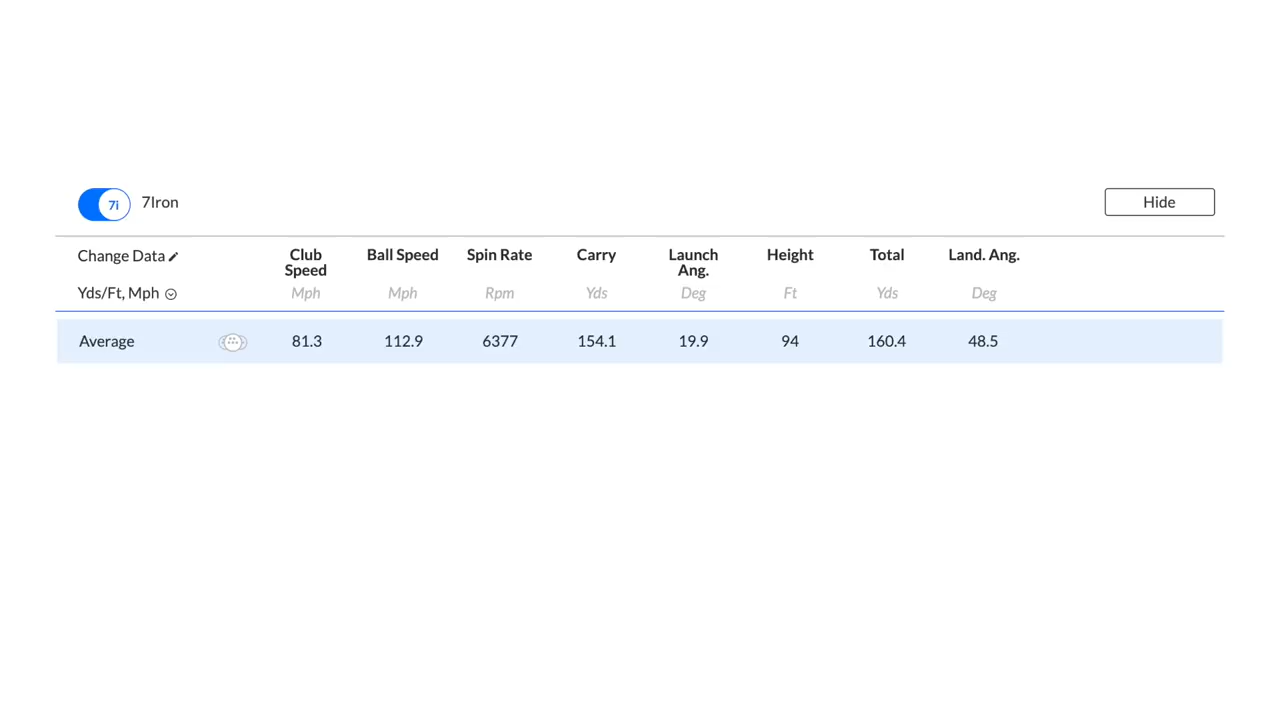 7i 7Iron Hide
Change Data Club Speed Ball Speed Spin Rate Carry Launch Ang. Height Total Land. Ang.
Yds/Ft, Mph Mph Mph Rpm Yds Deg Ft Yds Deg
Average 81.3 112.9 6377 154.1 19.9 94 160.4 48.5